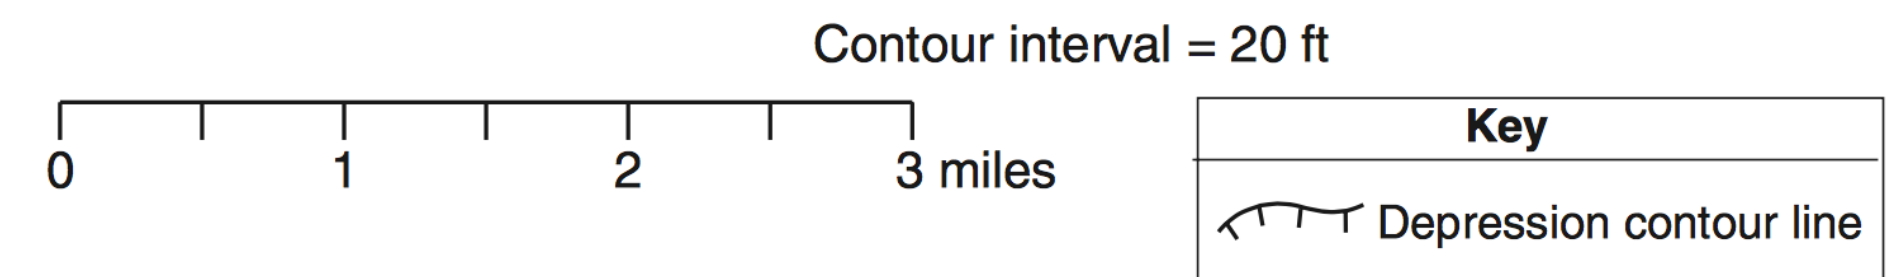 Contour interval = 20 ft
0 1 2 3 miles
Key
Depression contour line